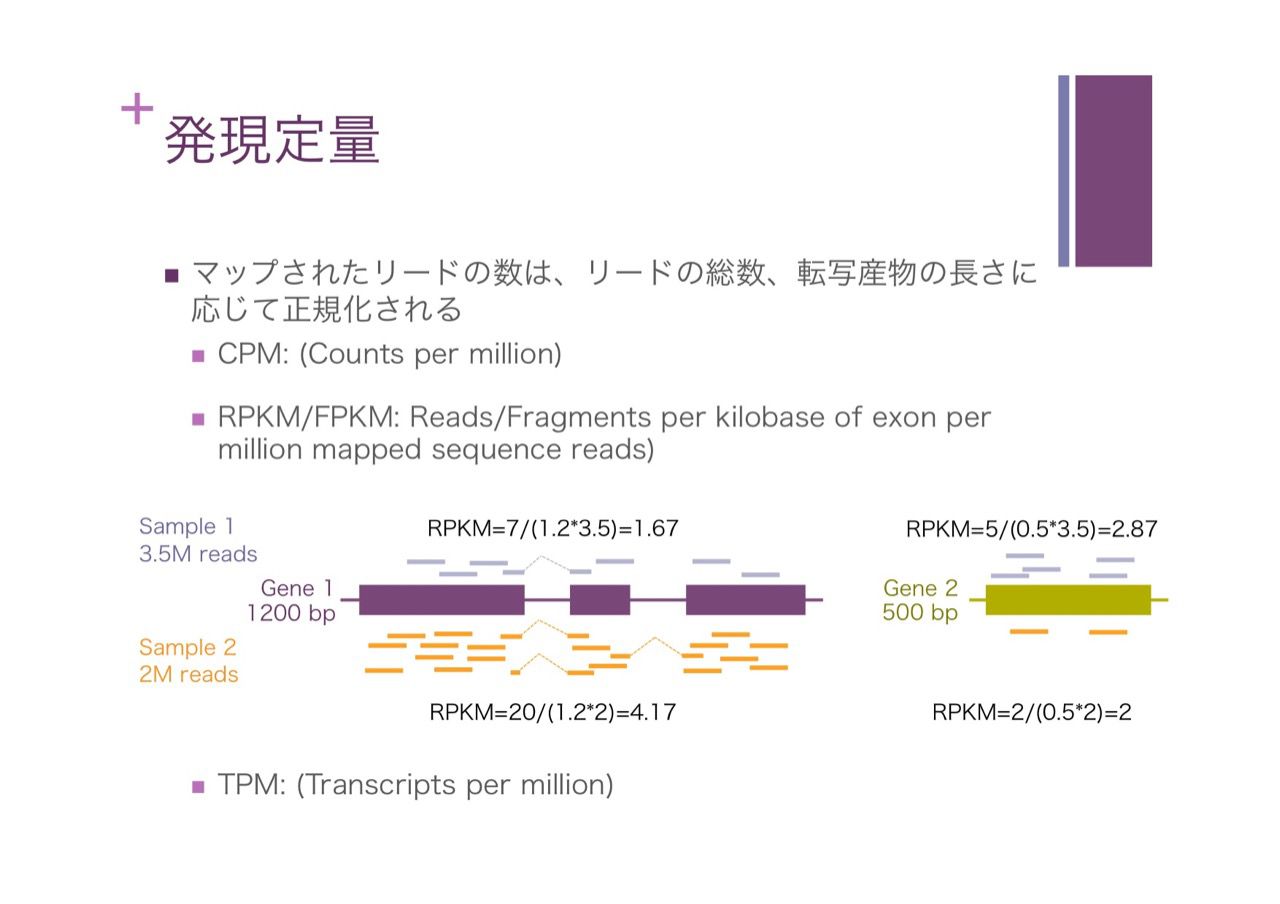 +
発現定量
■ マップされたリードの数は、リードの総数、転写産物の長さに
応じて正規化される
■ CPM: (Counts per million)
■ RPKM/FPKM: Reads/Fragments per kilobase of exon per
million mapped sequence reads)
Sample 1
3.5M reads
RPKM=7/(1.2*3.5)=1.67
RPKM=5/(0.5*3.5)=2.87
Gene 1
1200 bp
Gene 2
500 bp
Sample 2
2M reads
RPKM=20/(1.2*2)=4.17
RPKM=2/(0.5*2)=2
■ TPM: (Transcripts per million)